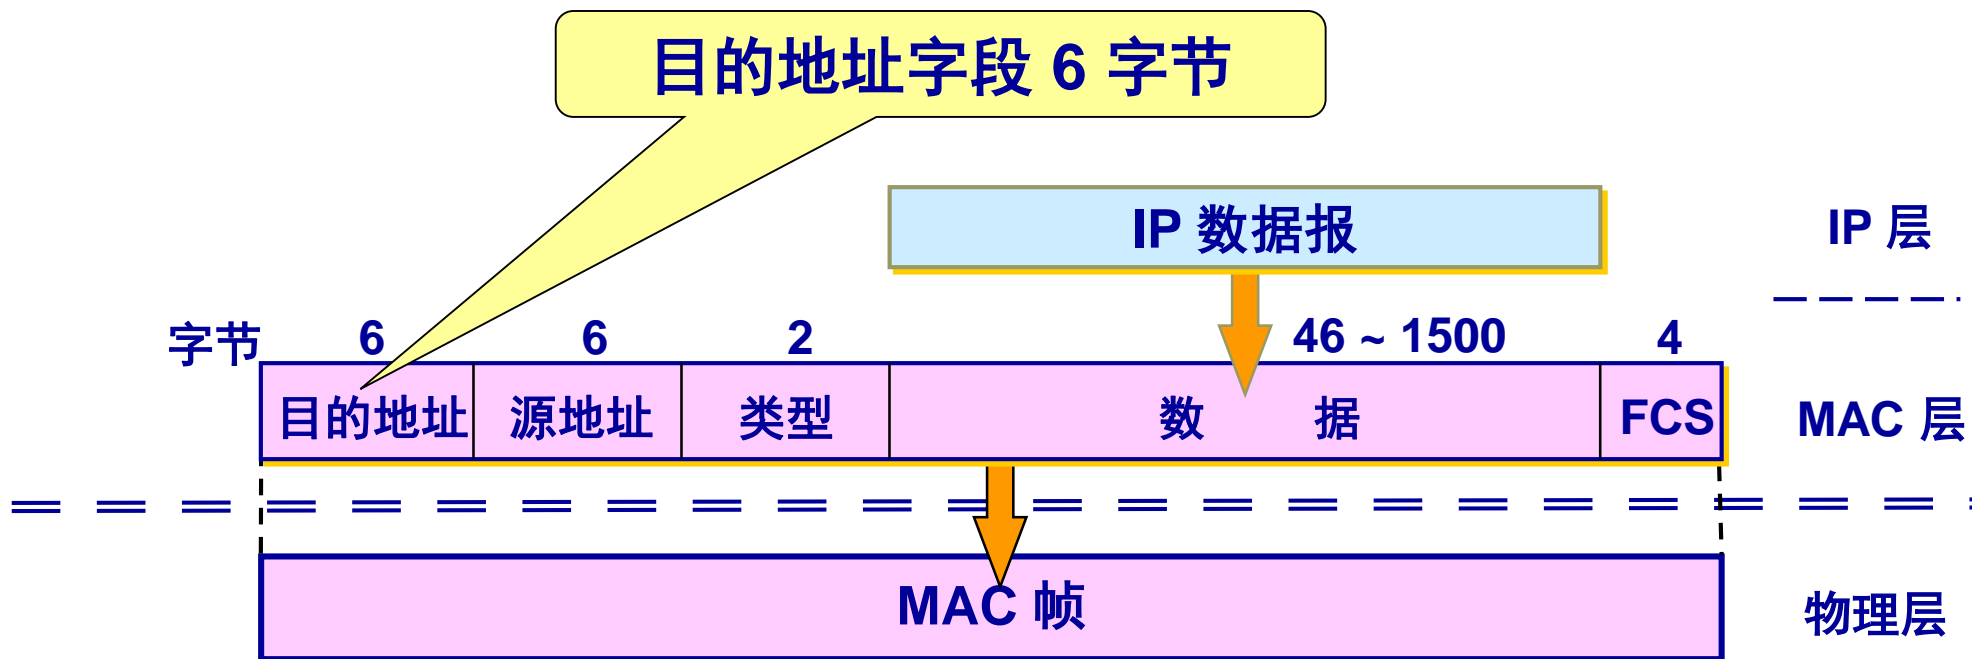 目的地址字段 6 字节
IP 数据报
IP 层
字节 6 6 2 46 ~ 1500 4
目的地址 源地址 类型 数 据 FCS MAC 层
MAC 帧
物理层